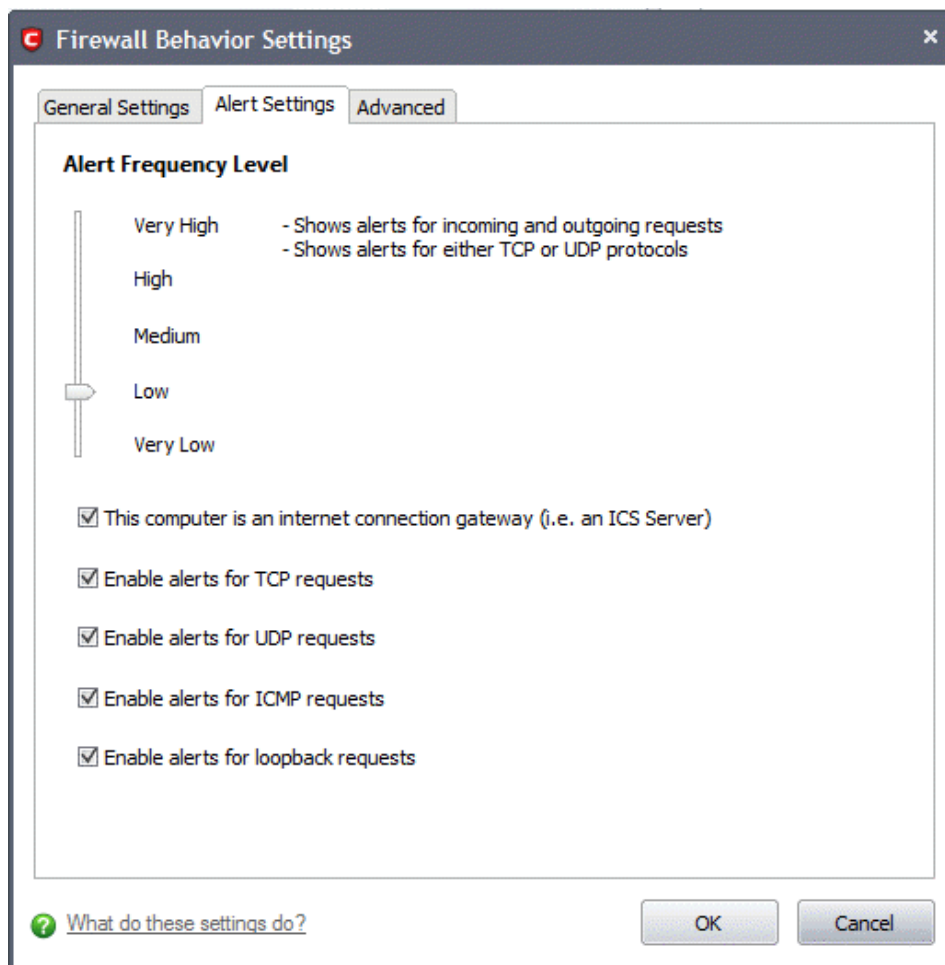 Firewall Behavior Settings
General Settings Alert Settings Advanced
Alert Frequency Level
Very High - Shows alerts for incoming and outgoing requests
- Shows alerts for either TCP or UDP protocols
High
Medium
Low
Very Low
This computer is an internet connection gateway (i.e. an ICS Server)
Enable alerts for TCP requests
Enable alerts for UDP requests
Enable alerts for ICMP requests
Enable alerts for loopback requests
What do these settings do? OK Cancel